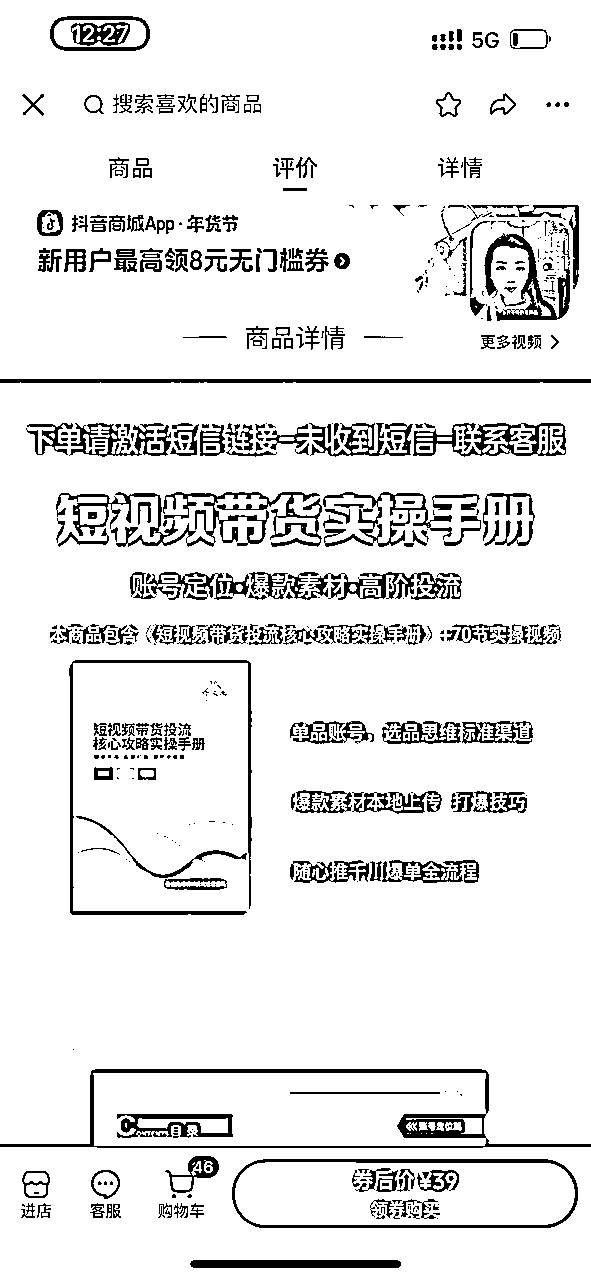 12:27 5G
搜索喜欢的商品
商品 评价 详情
抖音商城App·年货节
新用户最高领8元无门槛券
商品详情
更多视频
下单请激活短信链接-未收到短信-联系客服
短视频带货实操手册
账号定位·爆款素材·高阶投流
本商品包含《短视频带货投流核心攻略实操手册》+70节实操视频
短视频带货投流
核心攻略实操手册
单品账号，选品思维标准渠道
爆款素材本地上传 打爆技巧
随心推千川爆单全流程
目录
账号定位篇
46
券后价 ¥39
领券购买
进店 客服 购物车